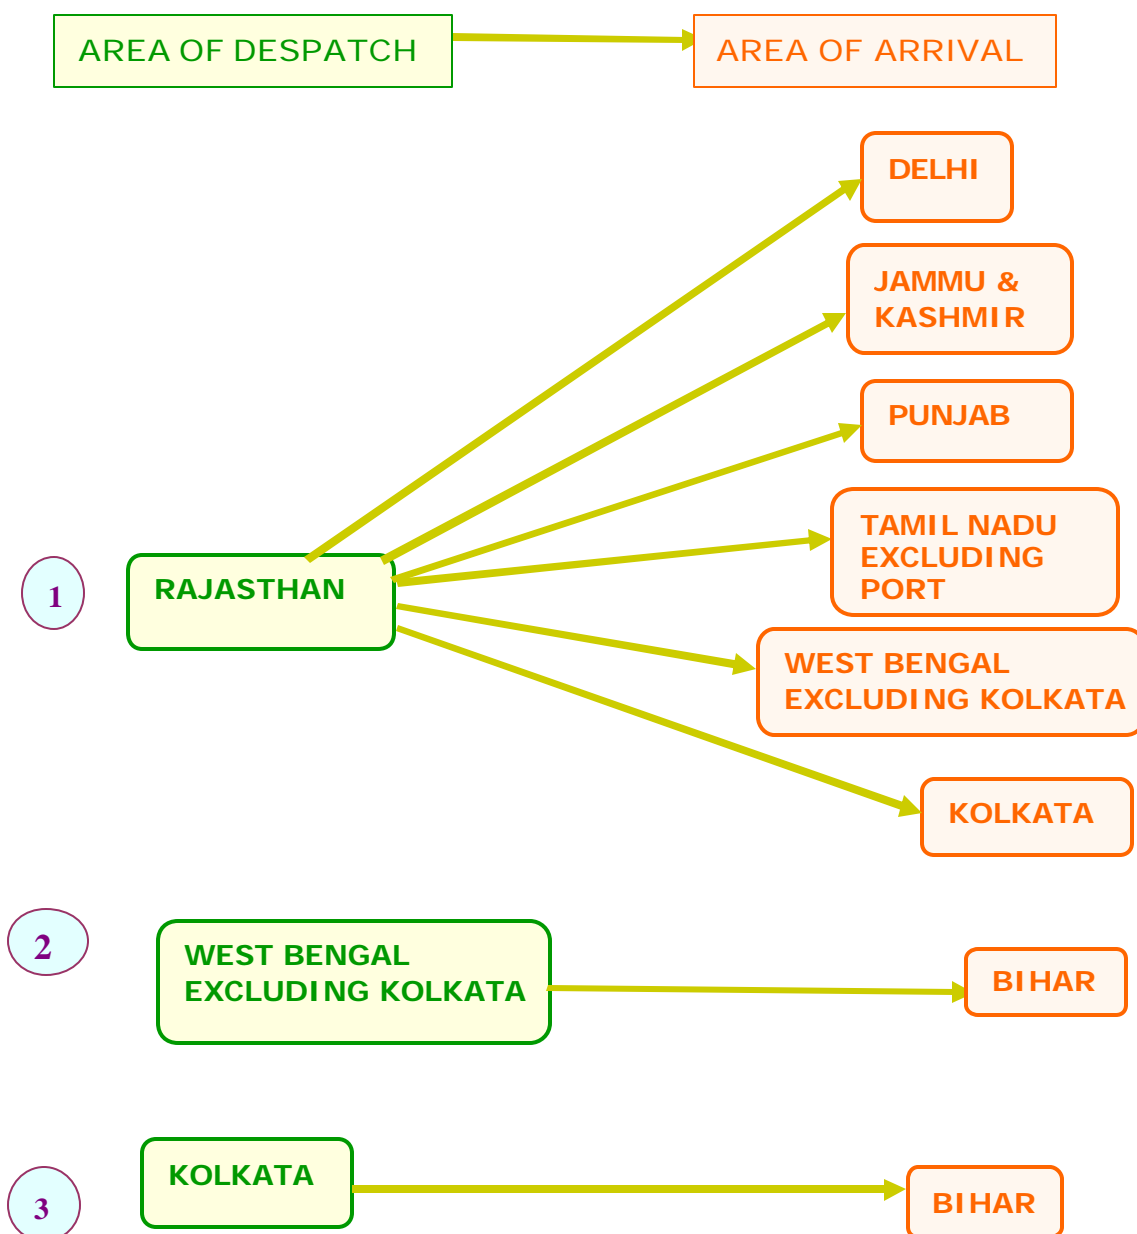 AREA OF DESPATCH
AREA OF ARRIVAL
DELHI
JAMMU &
KASHMIR
PUNJAB
TAMIL NADU
EXCLUDING
PORT
1
RAJASTHAN
WEST BENGAL
EXCLUDING KOLKATA
KOLKATA
2
WEST BENGAL
EXCLUDING KOLKATA
BIHAR
3
KOLKATA
BIHAR